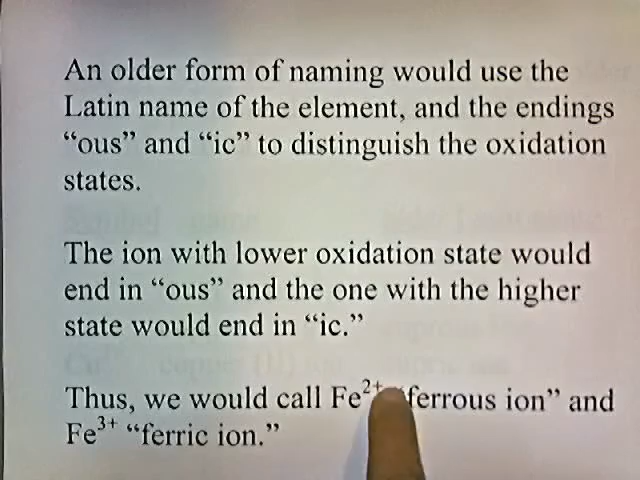 An older form of naming would use the
Latin name of the element, and the endings
“ous” and “ic” to distinguish the oxidation
states.
The ion with lower oxidation state would
end in “ous” and the one with the higher
state would end in “ic.”
Thus, we would call Fe²⁺ “ferrous ion” and
Fe³⁺ “ferric ion.”